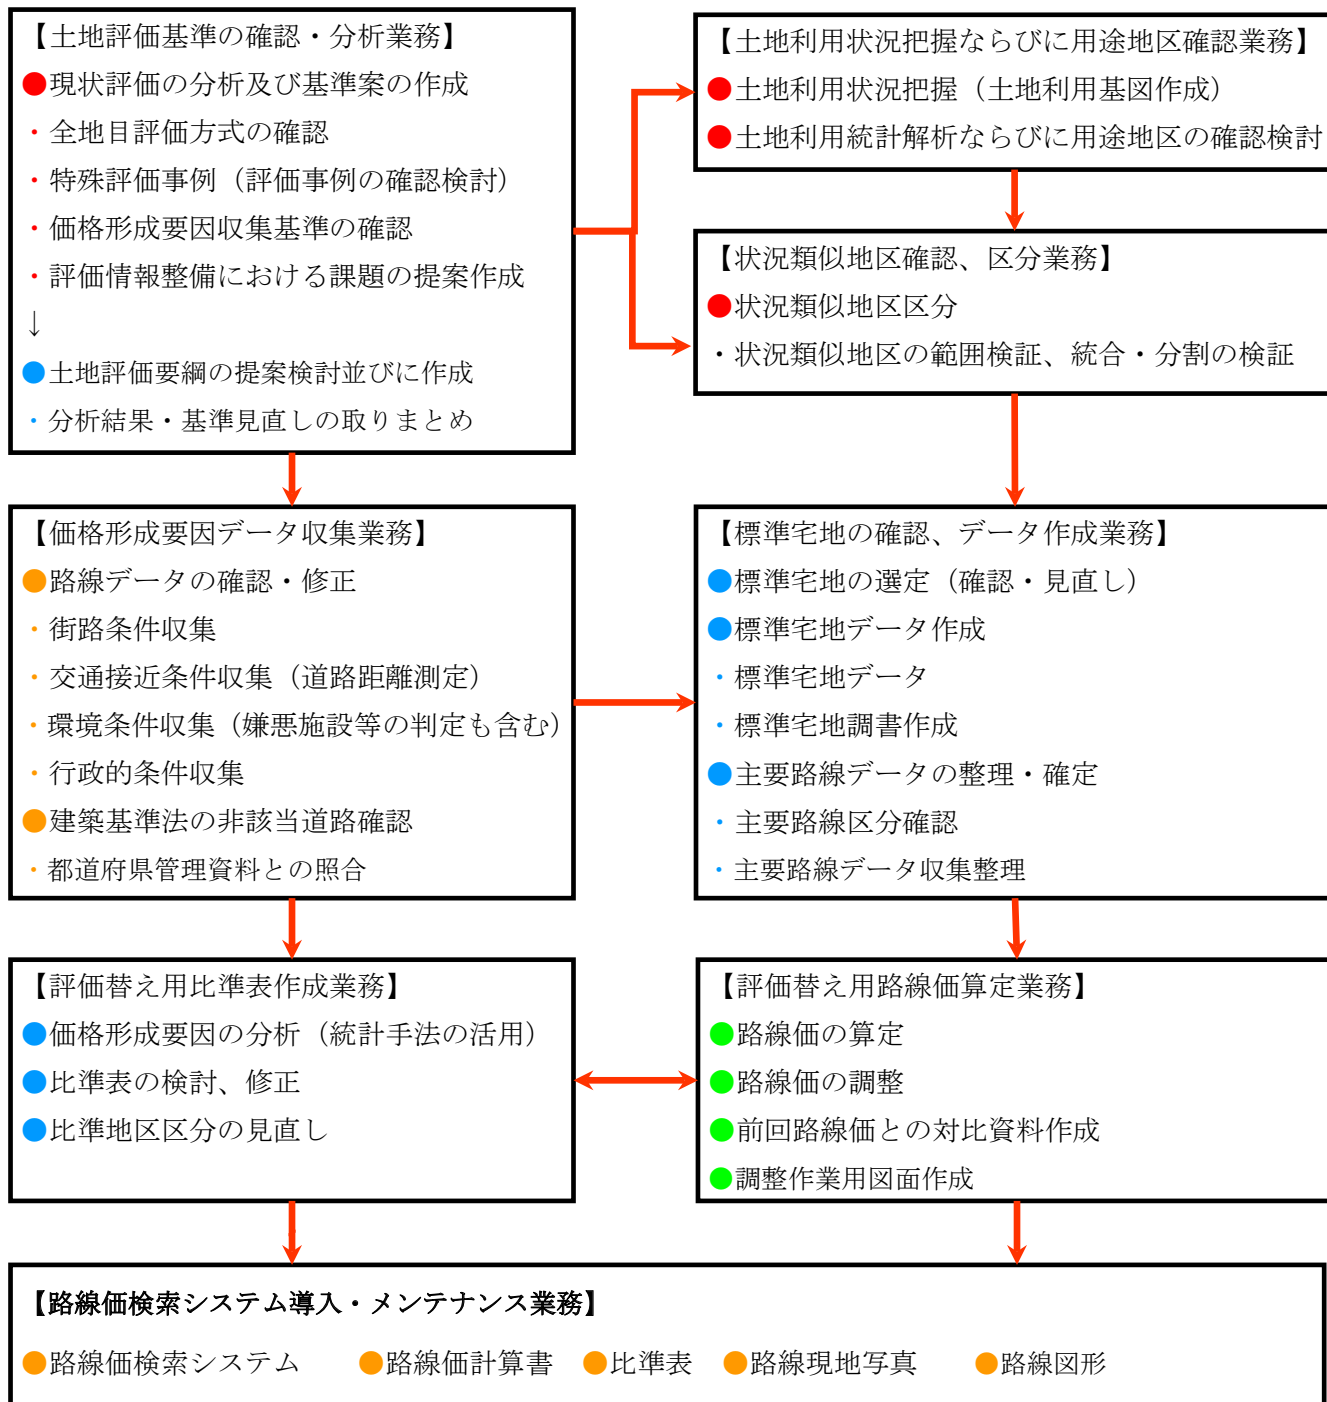 【土地評価基準の確認・分析業務】
●現状評価の分析及び基準案の作成
・全地目評価方式の確認
・特殊評価事例（評価事例の確認検討）
・価格形成要因収集基準の確認
・評価情報整備における課題の提案作成
↓
●土地評価要綱の提案検討並びに作成
・分析結果・基準見直しの取りまとめ
【土地利用状況把握ならびに用途地区確認業務】
●土地利用状況把握（土地利用基図作成）
●土地利用統計解析ならびに用途地区の確認検討
【状況類似地区確認、区分業務】
●状況類似地区区分
・状況類似地区の範囲検証、統合・分割の検証
【価格形成要因データ収集業務】
●路線データの確認・修正
・街路条件収集
・交通接近条件収集（道路距離測定）
・環境条件収集（嫌悪施設等の判定も含む）
・行政的条件収集
●建築基準法の非該当道路確認
・都道府県管理資料との照合
【標準宅地の確認、データ作成業務】
●標準宅地の選定（確認・見直し）
●標準宅地データ作成
・標準宅地データ
・標準宅地調書作成
●主要路線データの整理・確定
・主要路線区分確認
・主要路線データ収集整理
【評価替え用比準表作成業務】
●価格形成要因の分析（統計手法の活用）
●比準表の検討、修正
●比準地区区分の見直し
【評価替え用路線価算定業務】
●路線価の算定
●路線価の調整
●前回路線価との対比資料作成
●調整作業用図面作成
【路線価検索システム導入・メンテナンス業務】
●路線価検索システム ●路線価計算書 ●比準表 ●路線現地写真 ●路線図形